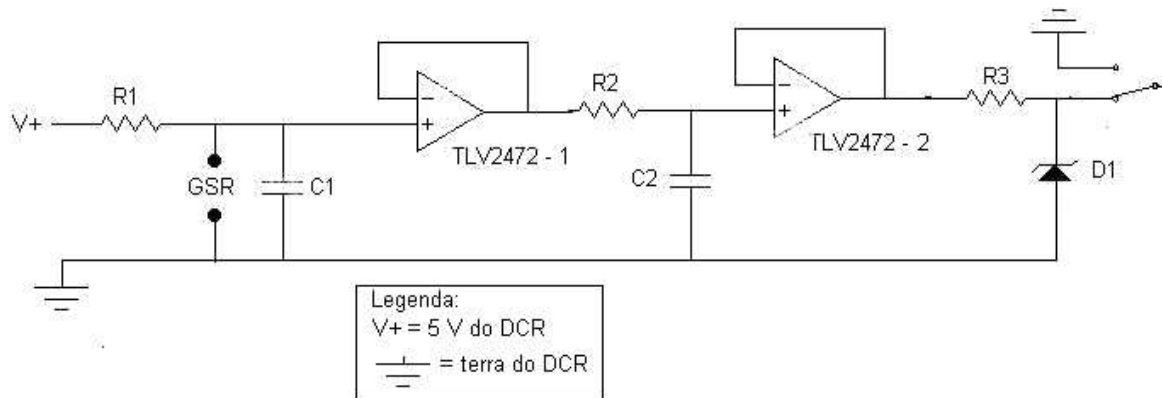 V+
R1
GSR
C1
−
+
TLV2472 - 1
R2
C2
−
+
TLV2472 - 2
R3
D1
Legenda:
V+ = 5 V do DCR
= terra do DCR